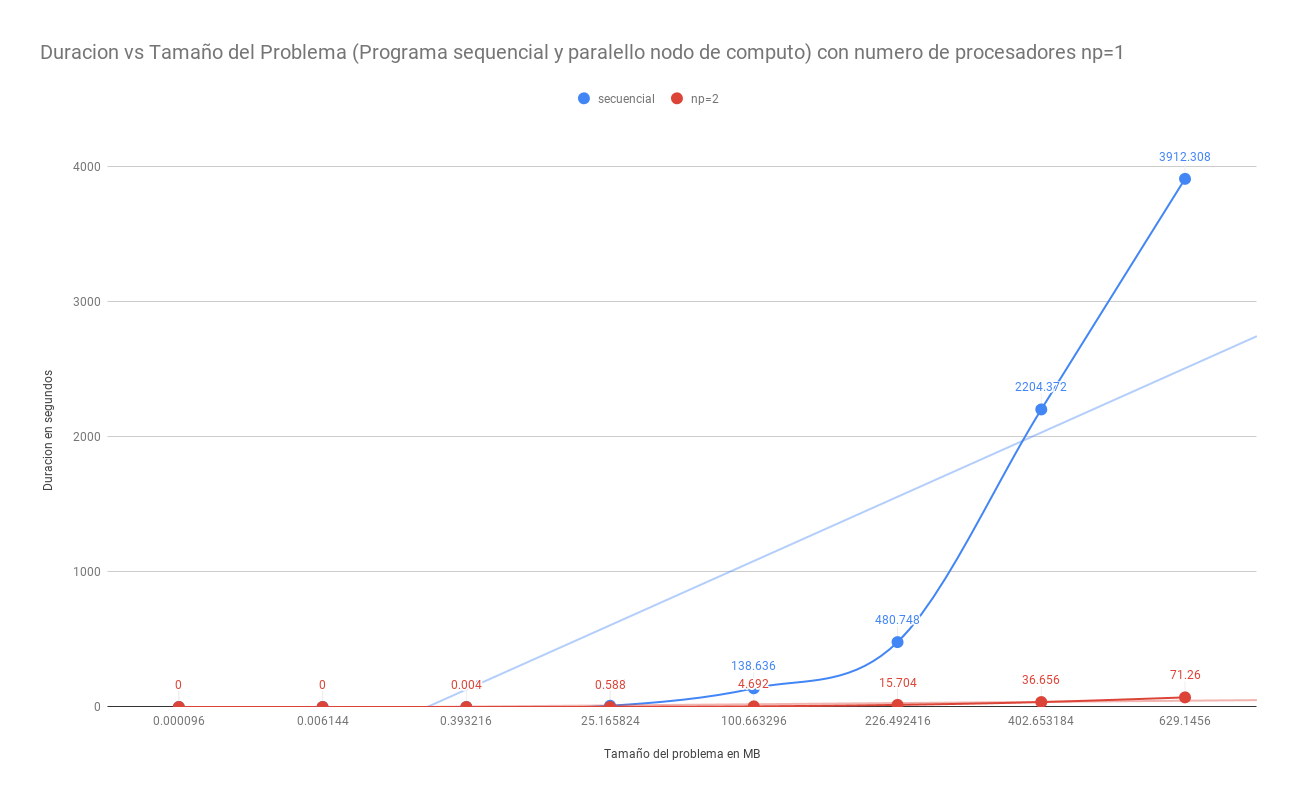 Duracion vs Tamaño del Problema (Programa sequencial y paralello nodo de computo) con numero de procesadores np=1
secuencial np=2
4000
3000
2000
1000
0
Duracion en segundos
3912.308
2204.372
480.748
138.636
0 0 0.004 0.588 4.692 15.704 36.656 71.26
0.000096 0.006144 0.393216 25.165824 100.663296 226.492416 402.653184 629.1456
Tamaño del problema en MB